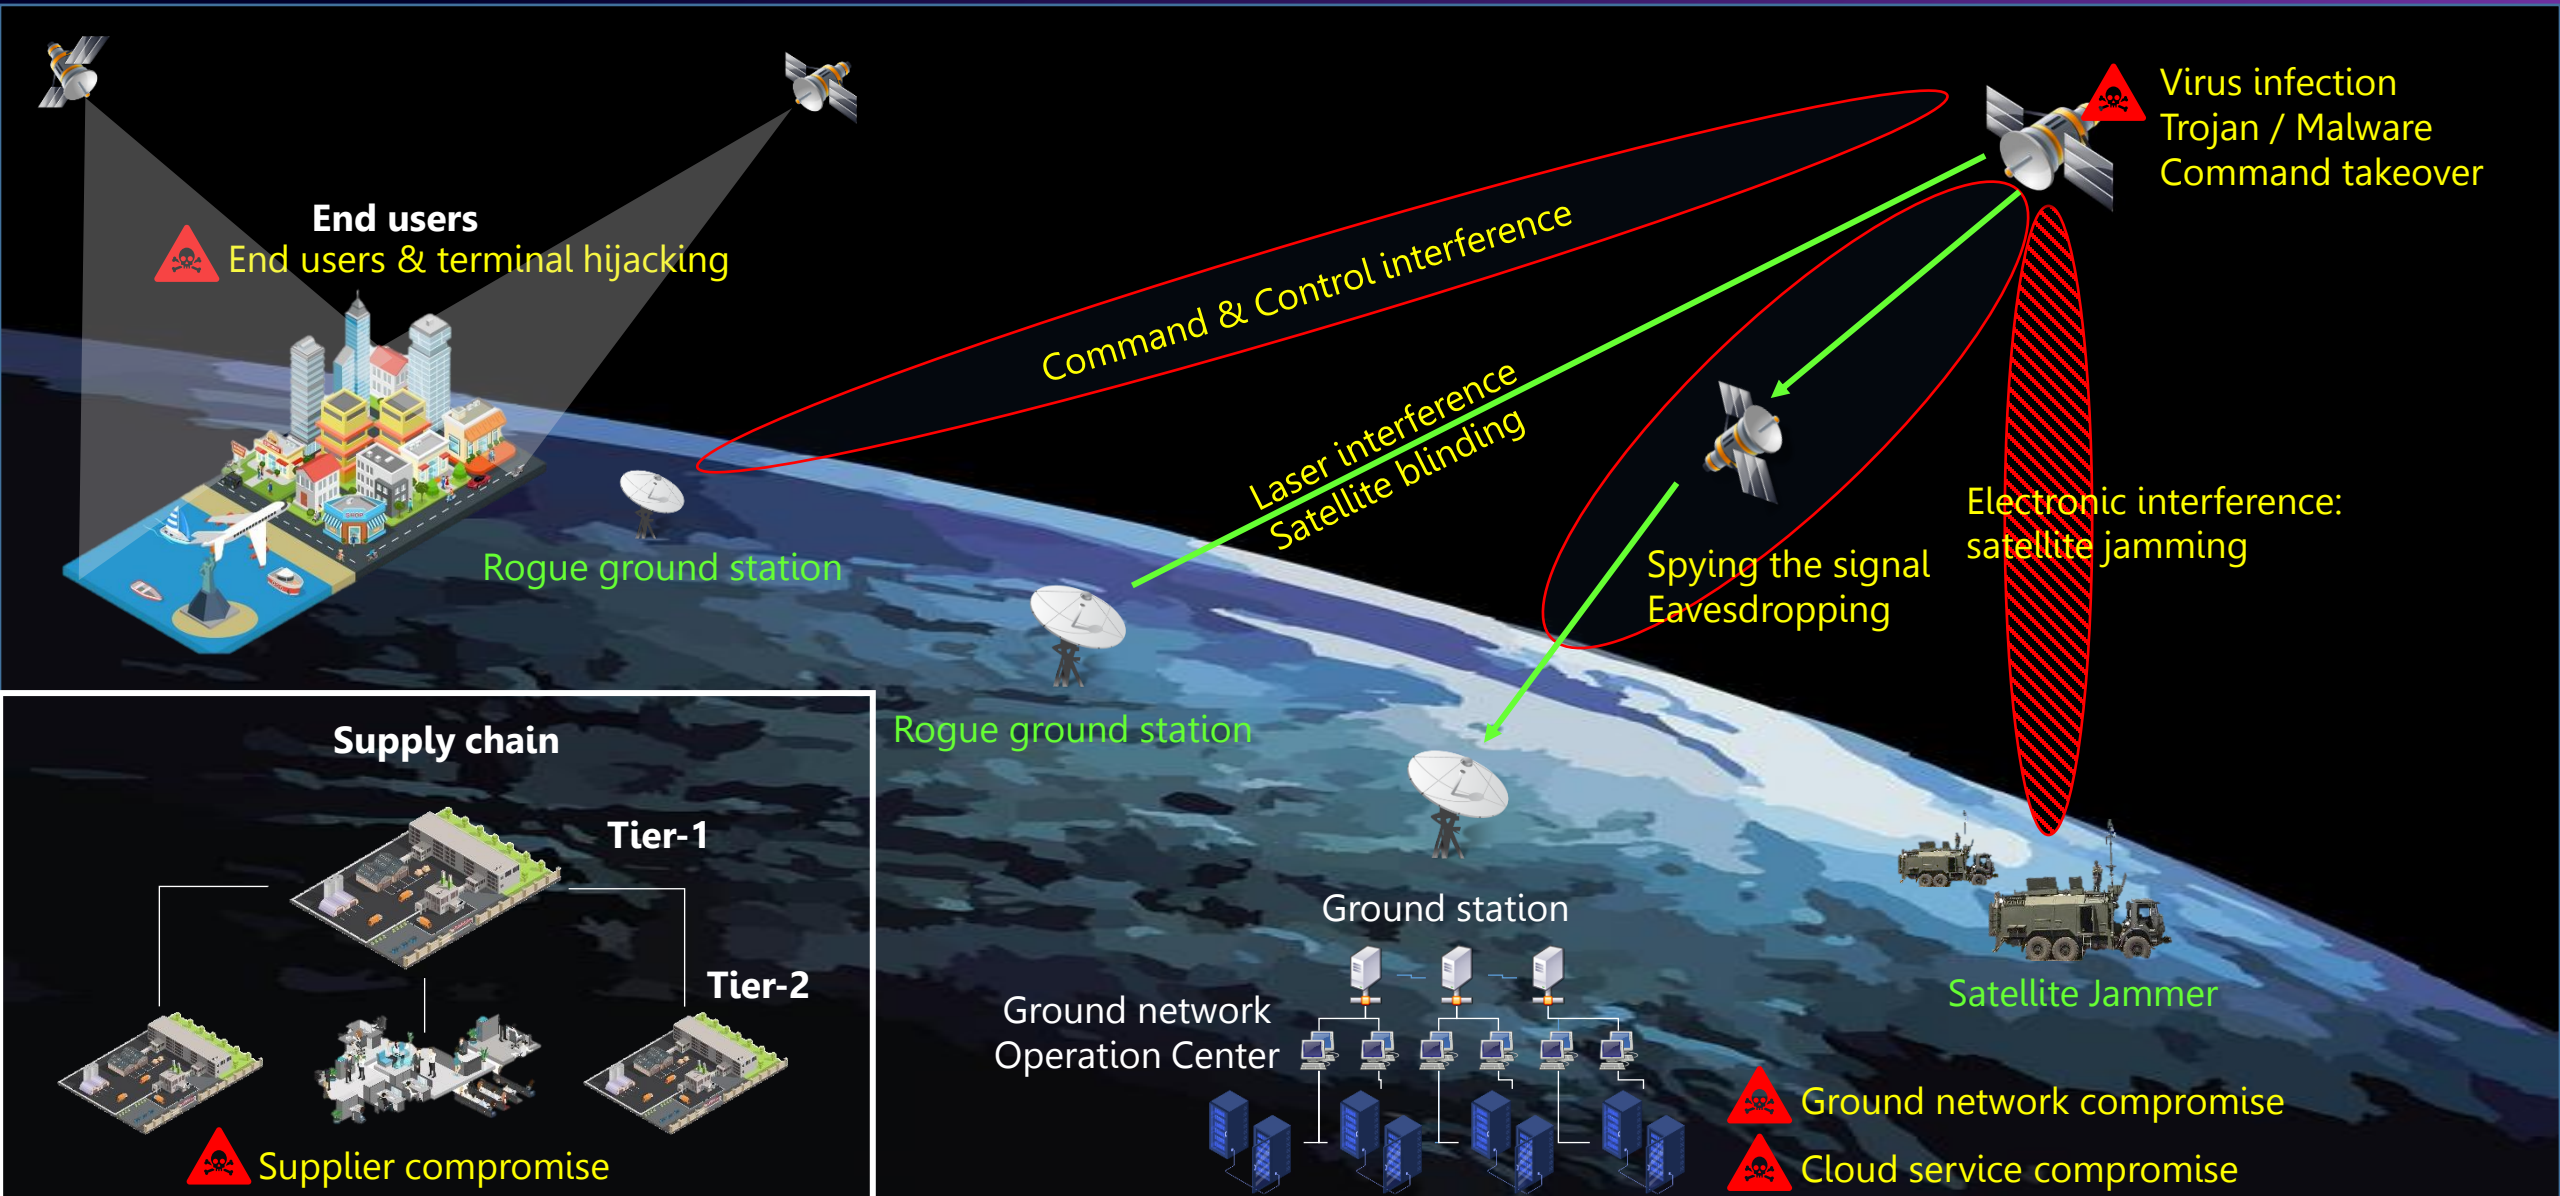 Virus infection
Trojan / Malware
Command takeover
End users
End users & terminal hijacking
Command & Control interference
Laser interference
Satellite blinding
Electronic interference:
satellite jamming
Spying the signal
Eavesdropping
Rogue ground station
Rogue ground station
Supply chain
Tier-1
Tier-2
Supplier compromise
Ground station
Ground network
Operation Center
Satellite Jammer
Ground network compromise
Cloud service compromise
SHOP